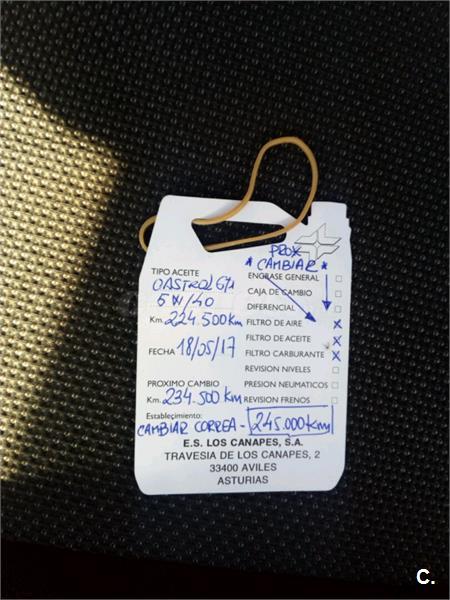 PROX
* CAMBIAR *
TIPO ACEITE
CASTROL GTX
5W/40
Km. 224.500 Km
FECHA 18/05/17
PROXIMO CAMBIO
Km. 234.500 Km
ENGRASE GENERAL
CAJA DE CAMBIO
DIFERENCIAL
FILTRO DE AIRE X
FILTRO DE ACEITE X
FILTRO CARBURANTE X
REVISION NIVELES
PRESION NEUMATICOS
REVISION FRENOS
Establecimiento:
CAMBIAR CORREA - 245.000 Km
E.S. LOS CANAPES, S.A.
TRAVESIA DE LOS CANAPES, 2
33400 AVILES
ASTURIAS
C.